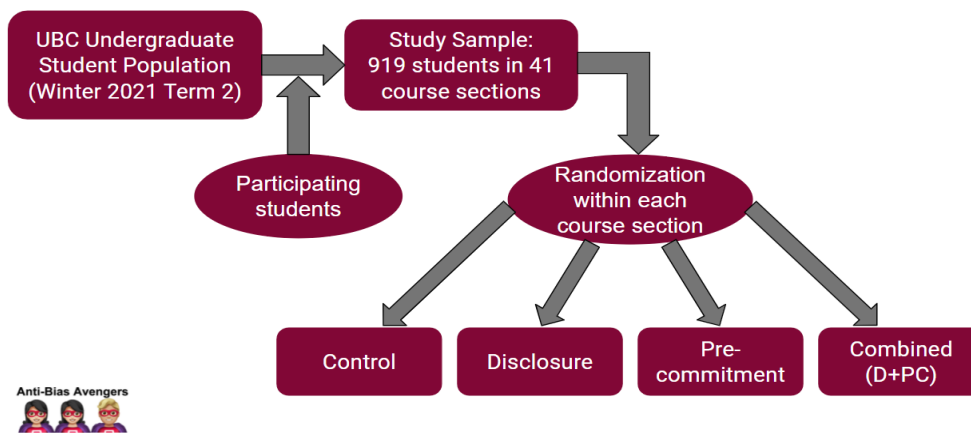 UBC Undergraduate
Student Population
(Winter 2021 Term 2)
Study Sample:
919 students in 41
course sections
Participating
students
Randomization
within each
course section
Control
Disclosure
Pre-
commitment
Combined
(D+PC)
Anti-Bias Avengers